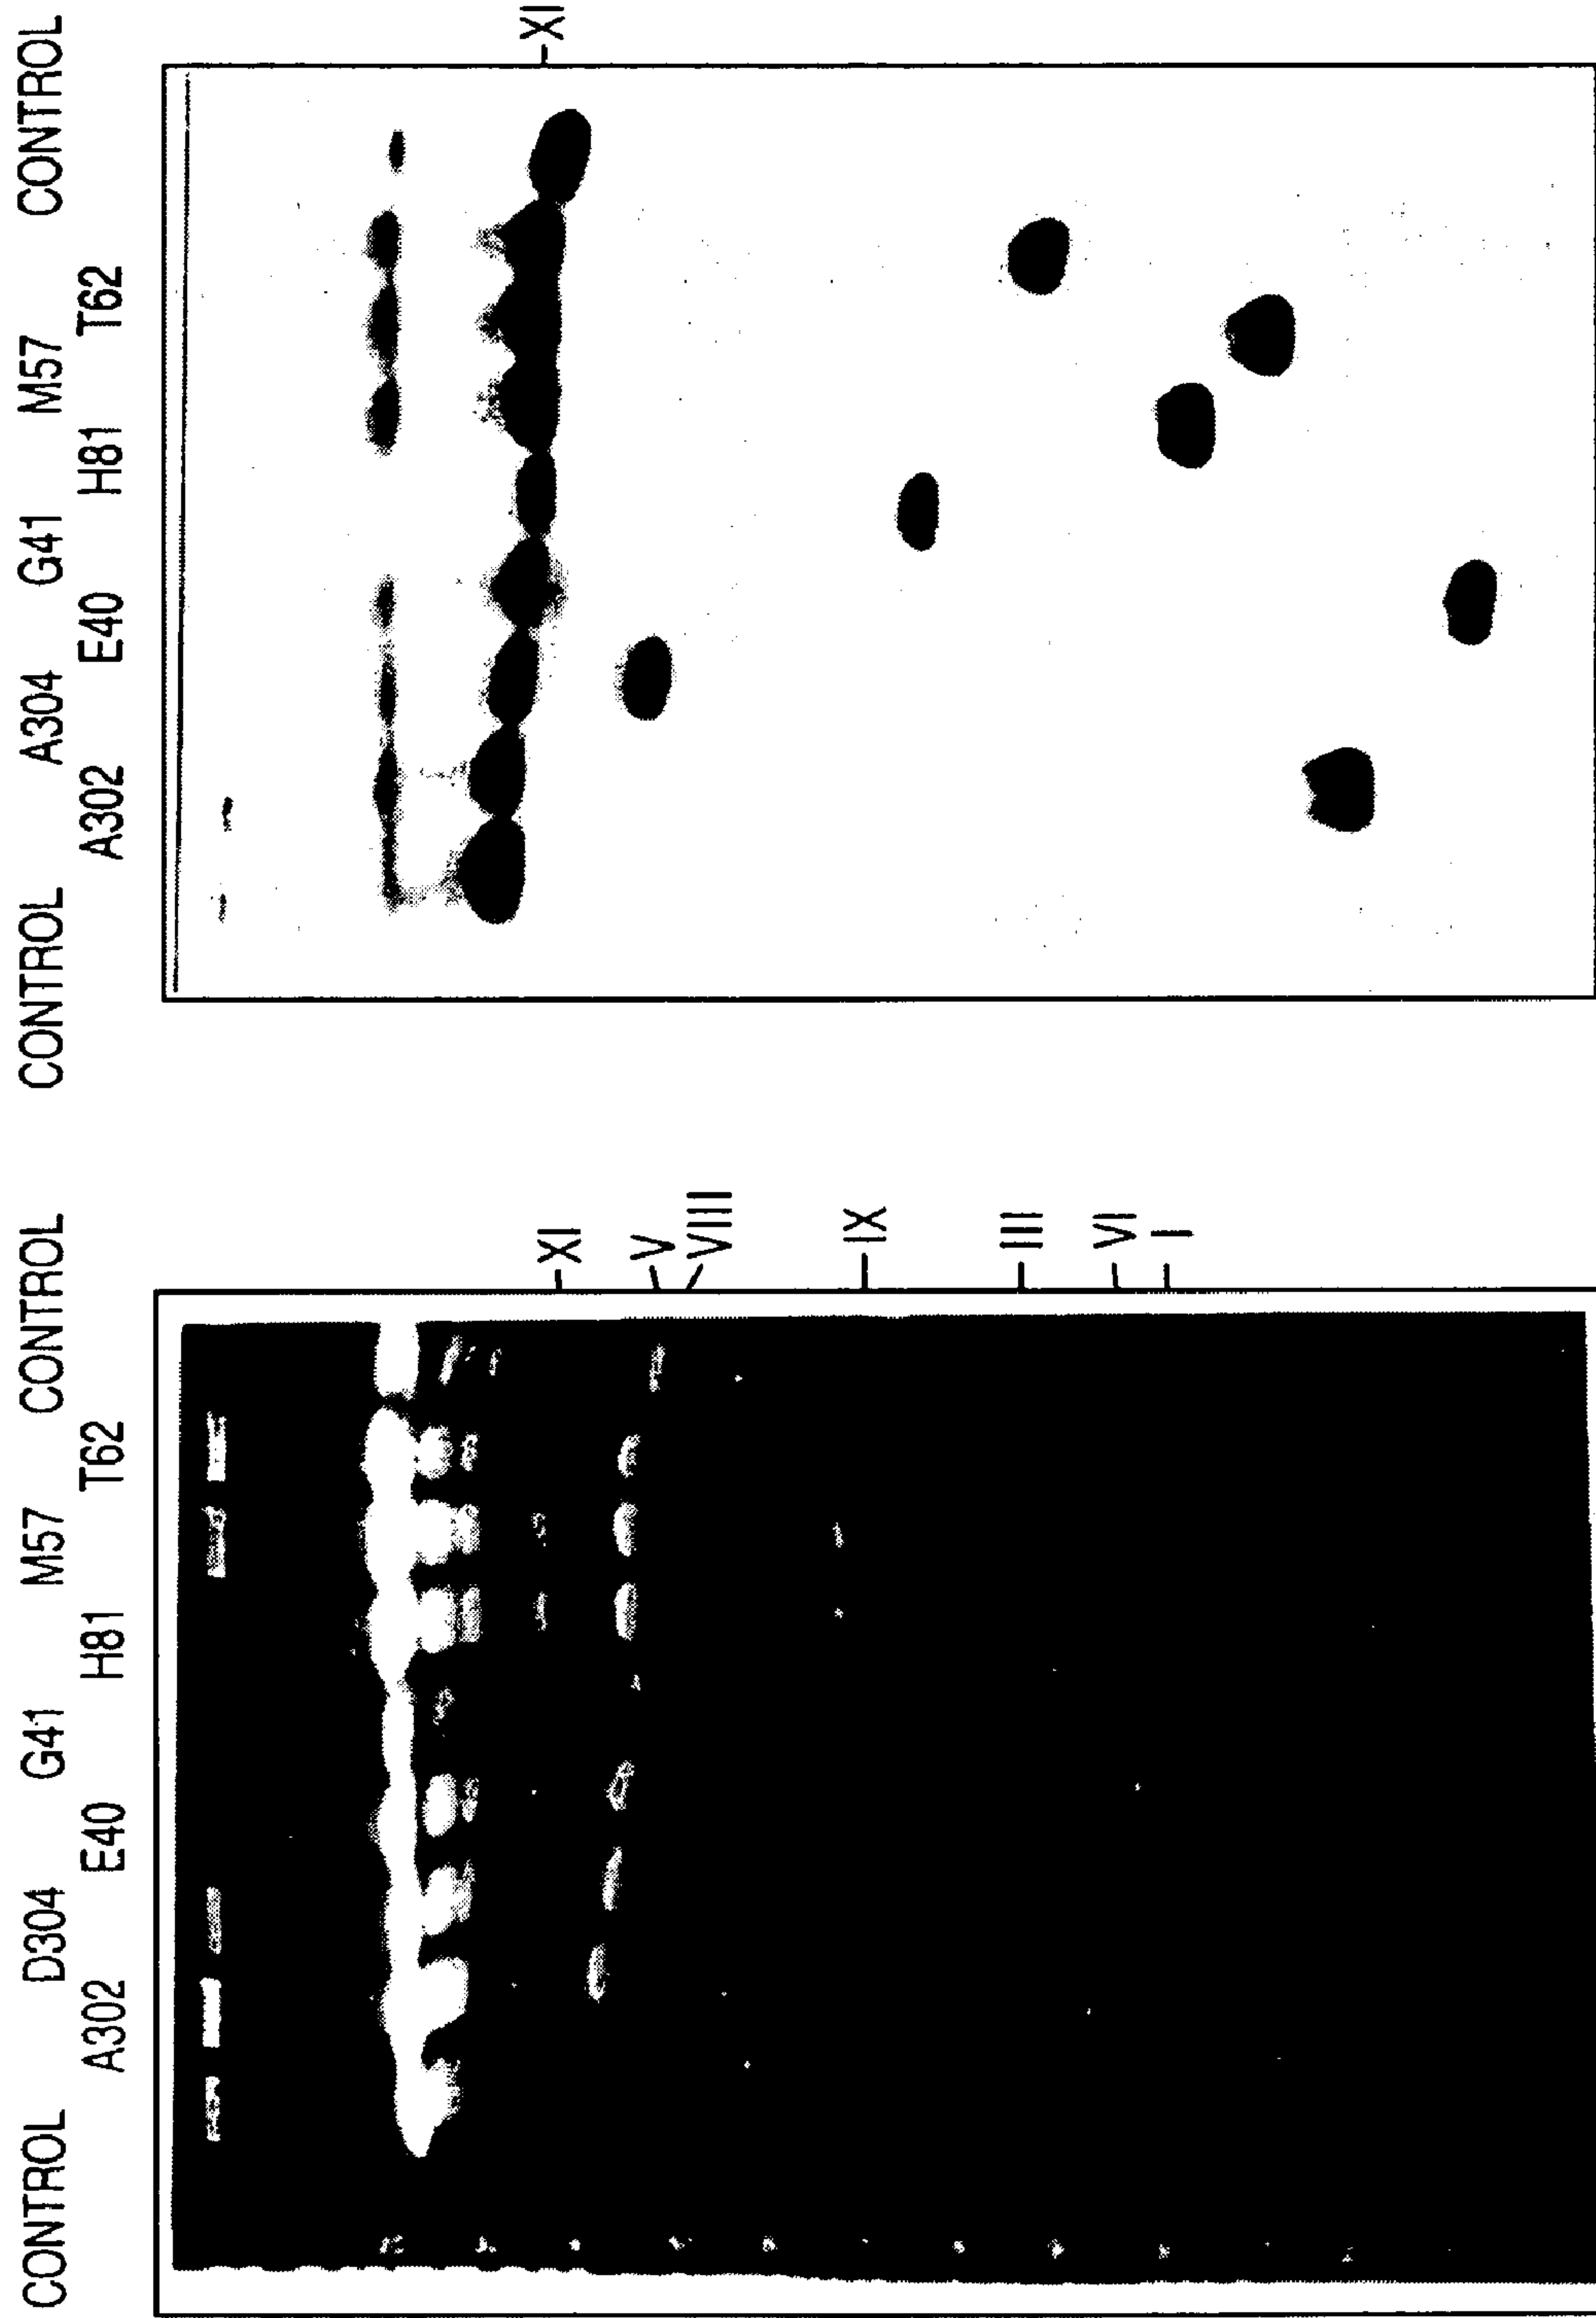 CONTROL A304 G41 M57 CONTROL
A302 E40 H81 T62
-XI
CONTROL D304 G41 M57 CONTROL
A302 E40 H81 T62
-XI
V
VIII
-IX
-III
VI
-I